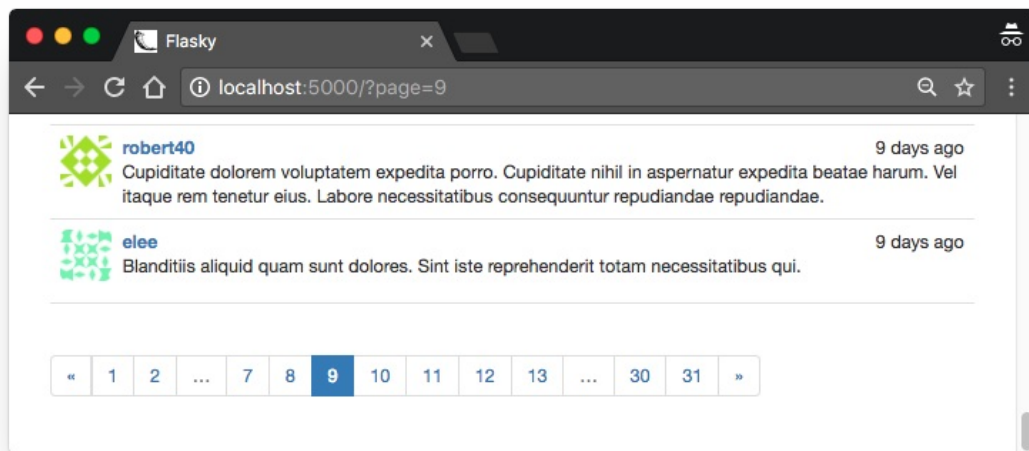 Flasky
localhost:5000/?page=9
robert40 9 days ago
Cupiditate dolorem voluptatem expedita porro. Cupiditate nihil in aspernatur expedita beatae harum. Vel
itaque rem tenetur eius. Labore necessitatibus consequuntur repudiandae repudiandae.
elee 9 days ago
Blanditiis aliquid quam sunt dolores. Sint iste reprehenderit totam necessitatibus qui.
« 1 2 ... 7 8 9 10 11 12 13 ... 30 31 »